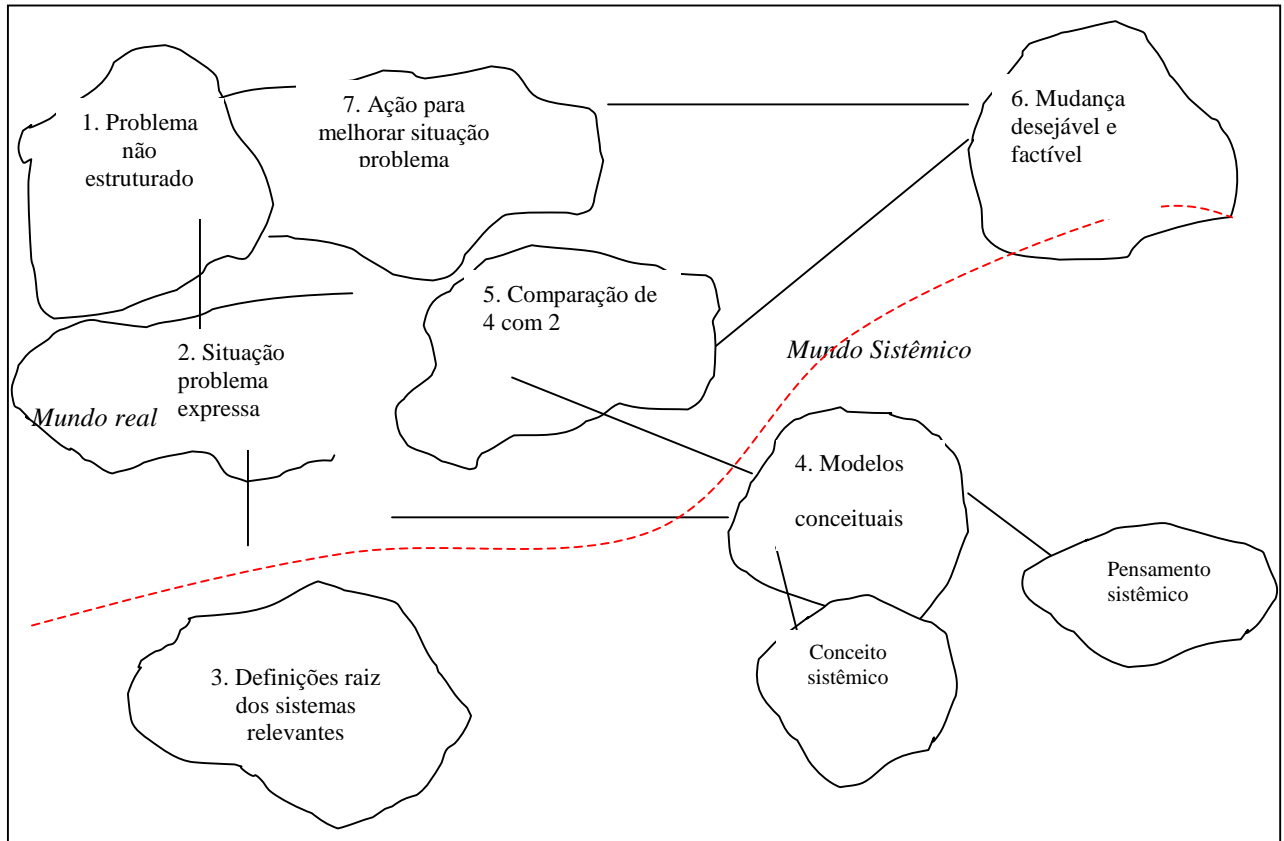 1. Problema
não
estruturado
7. Ação para
melhorar situação
problema
6. Mudança
desejável e
factível
5. Comparação de
4 com 2
2. Situação
problema
expressa
Mundo real
Mundo Sistêmico
4. Modelos
conceituais
Pensamento
sistêmico
Conceito
sistêmico
3. Definições raiz
dos sistemas
relevantes